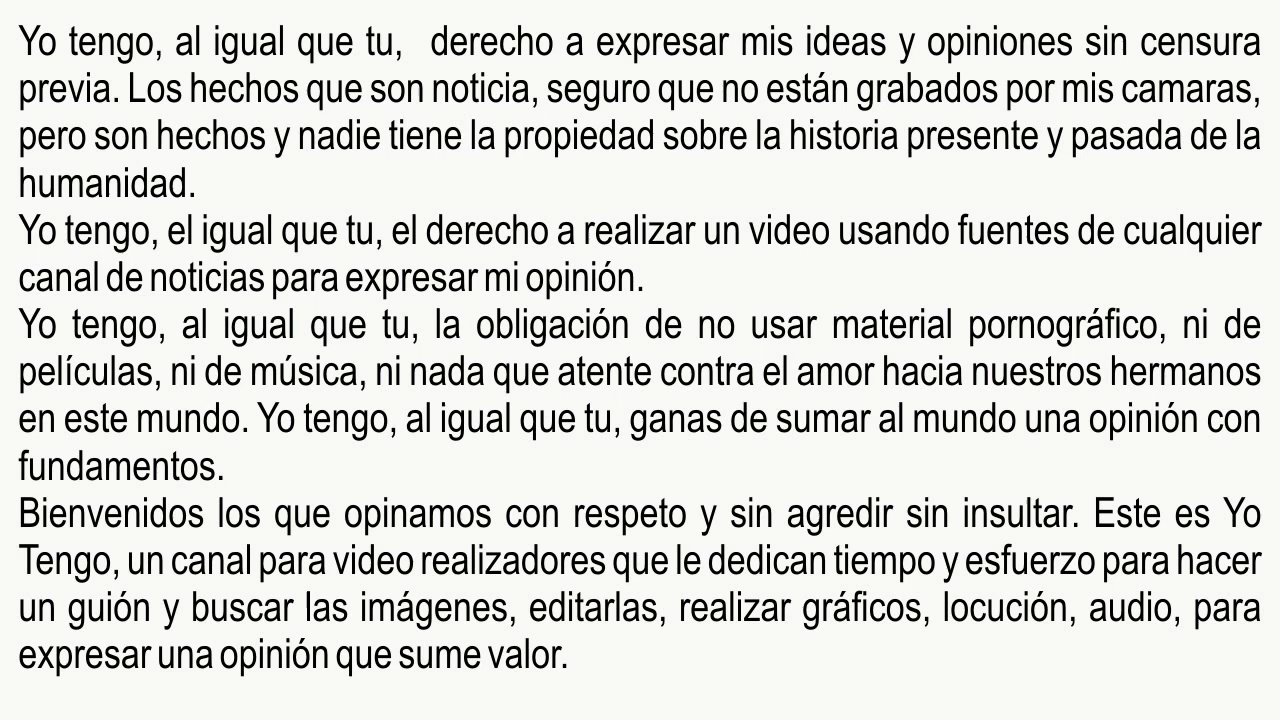 Yo tengo, al igual que tu,  derecho a expresar mis ideas y opiniones sin censura
previa. Los hechos que son noticia, seguro que no están grabados por mis camaras,
pero son hechos y nadie tiene la propiedad sobre la historia presente y pasada de la
humanidad.
Yo tengo, el igual que tu, el derecho a realizar un video usando fuentes de cualquier
canal de noticias para expresar mi opinión.
Yo tengo, al igual que tu, la obligación de no usar material pornográfico, ni de
películas, ni de música, ni nada que atente contra el amor hacia nuestros hermanos
en este mundo. Yo tengo, al igual que tu, ganas de sumar al mundo una opinión con
fundamentos.
Bienvenidos los que opinamos con respeto y sin agredir sin insultar. Este es Yo
Tengo, un canal para video realizadores que le dedican tiempo y esfuerzo para hacer
un guión y buscar las imágenes, editarlas, realizar gráficos, locución, audio, para
expresar una opinión que sume valor.